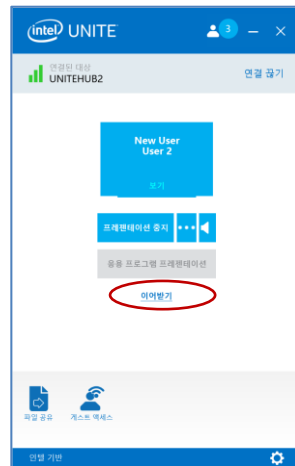 intel UNITE 3
연결된 대상
UNITEHUB2
연결 끊기
New User
User 2
보기
프레젠테이션 중지
응용 프로그램 프레젠테이션
이어받기
파일 공유
게스트 액세스
인텔 기반